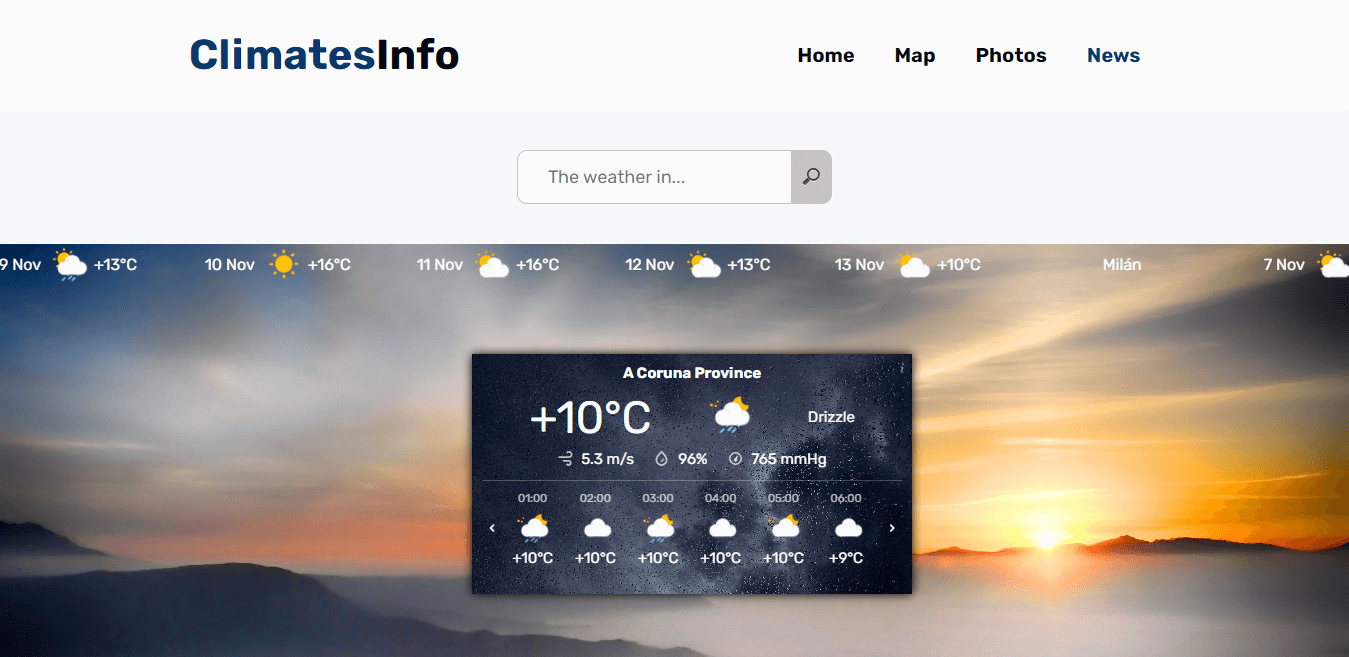 ClimatesInfo
Home Map Photos News
The weather in...
9 Nov +13°C 10 Nov +16°C 11 Nov +16°C 12 Nov +13°C 13 Nov +10°C Milán 7 Nov
A Coruna Province
i
+10°C Drizzle
5.3 m/s 96% 765 mmHg
01:00 02:00 03:00 04:00 05:00 06:00
+10°C +10°C +10°C +10°C +10°C +9°C